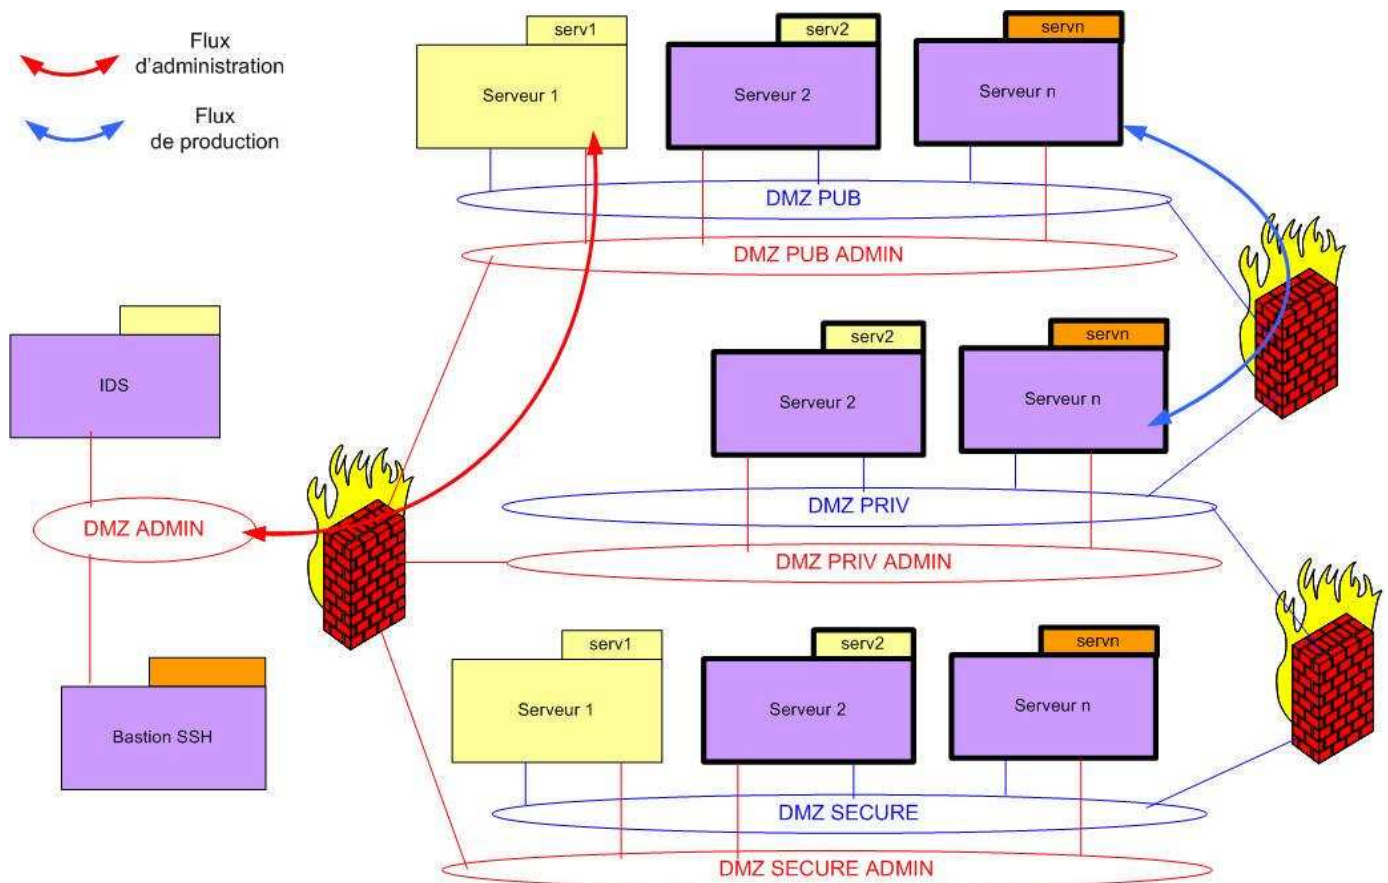 Flux
d'administration
Flux
de production
serv1
Serveur 1
serv2
Serveur 2
servn
Serveur n
DMZ PUB
DMZ PUB ADMIN
IDS
DMZ ADMIN
Bastion SSH
serv2
Serveur 2
servn
Serveur n
DMZ PRIV
DMZ PRIV ADMIN
serv1
Serveur 1
serv2
Serveur 2
servn
Serveur n
DMZ SECURE
DMZ SECURE ADMIN